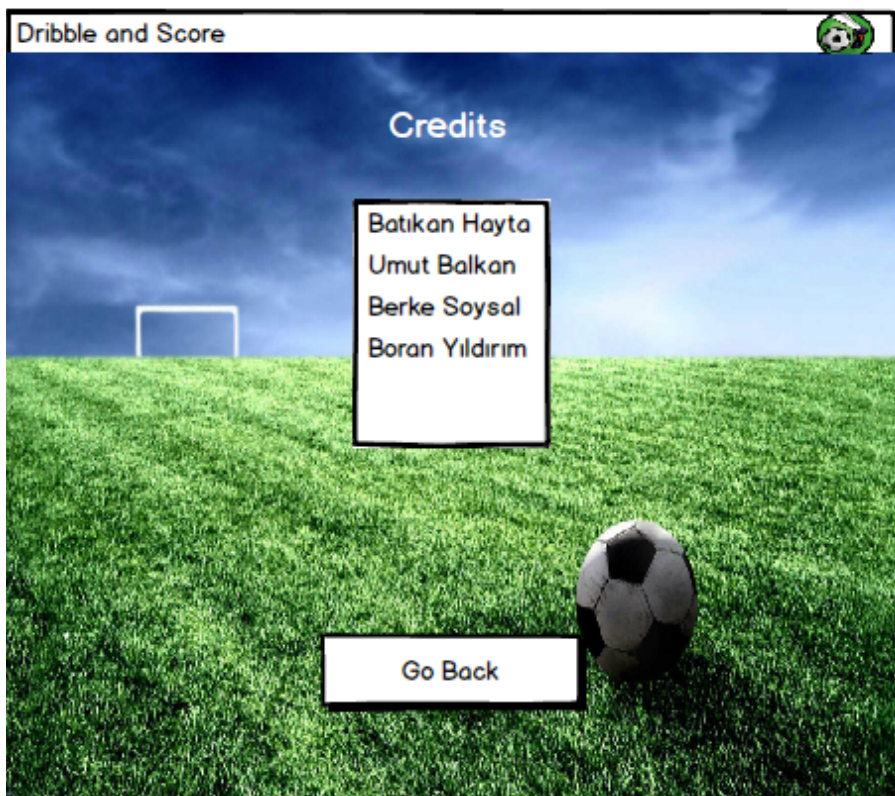 Dribble and Score
Credits
Batıkan Hayta
Umut Balkan
Berke Soysal
Boran Yıldırım
Go Back